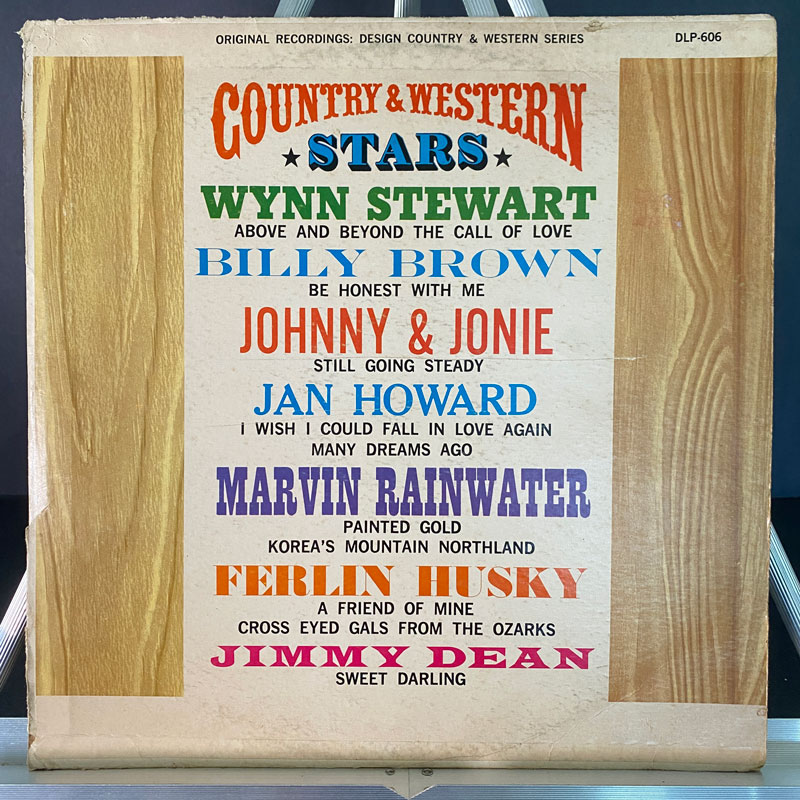 ORIGINAL RECORDINGS: DESIGN COUNTRY & WESTERN SERIES DLP-606
COUNTRY & WESTERN
★STARS★
WYNN STEWART
ABOVE AND BEYOND THE CALL OF LOVE
BILLY BROWN
BE HONEST WITH ME
JOHNNY & JONIE
STILL GOING STEADY
JAN HOWARD
I WISH I COULD FALL IN LOVE AGAIN
MANY DREAMS AGO
MARVIN RAINWATER
PAINTED GOLD
KOREA'S MOUNTAIN NORTHLAND
FERLIN HUSKY
A FRIEND OF MINE
CROSS EYED GALS FROM THE OZARKS
JIMMY DEAN
SWEET DARLING